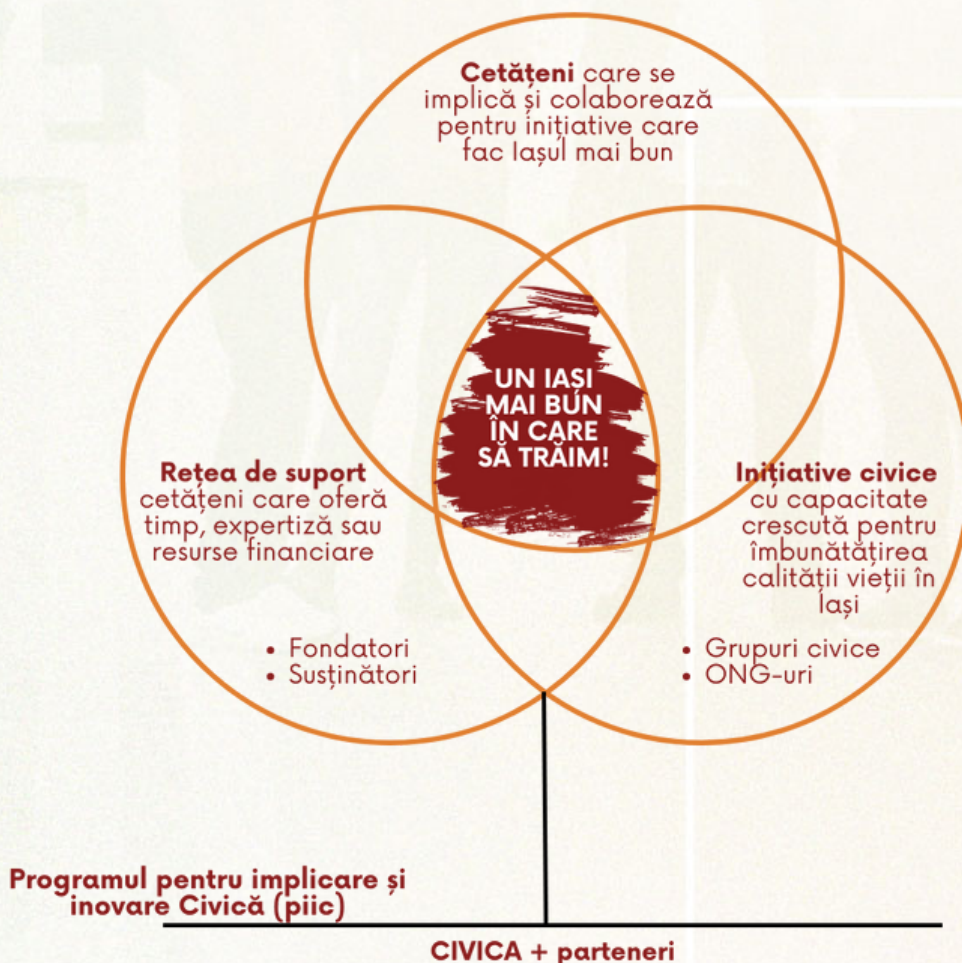 Cetățeni care se
implică și colaborează
pentru inițiative care
fac Iașul mai bun
UN IAȘI
MAI BUN
ÎN CARE
SĂ TRĂIM!
Rețea de suport
cetățeni care oferă
timp, expertiză sau
resurse financiare
• Fondatori
• Susținători
Inițiative civice
cu capacitate
crescută pentru
îmbunătățirea
calității vieții în
Iași
• Grupuri civice
• ONG-uri
Programul pentru implicare și
inovare Civică (piic)
CIVICA + parteneri